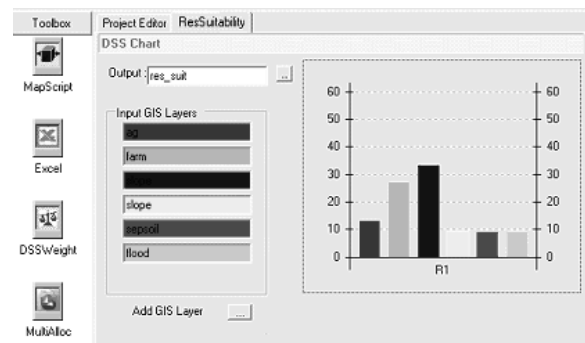 Toolbox
Project Editor
ResSuitability
DSS Chart
MapScript
Excel
DSSWeight
MultiAlloc
Output :
res_suit
..
Input GIS Layers
ag
farm
slope
sepsoil
flood
Add GIS Layer
...
60
50
40
30
20
10
0
60
50
40
30
20
10
0
R1